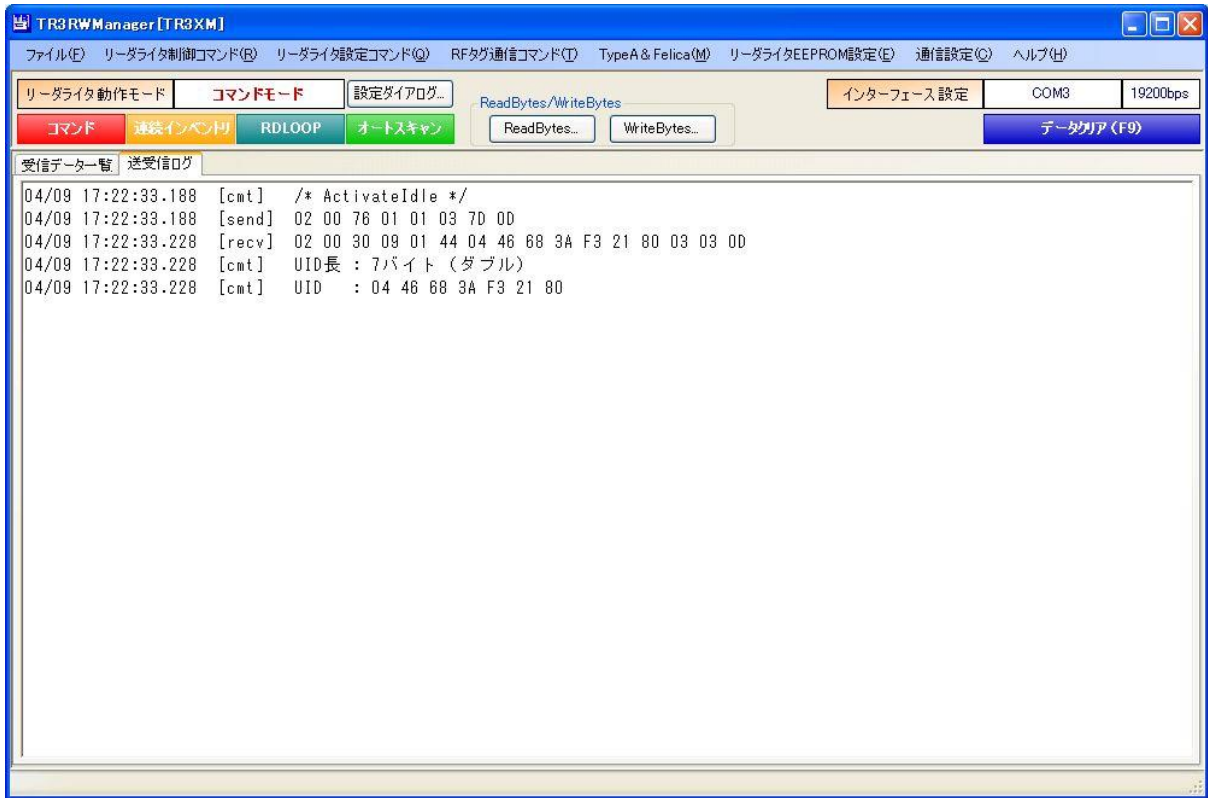 TR3RWManager[TR3XM]
ファイル(F) リーダライタ制御コマンド(R) リーダライタ設定コマンド(Q) RFタグ通信コマンド(T) TypeA & Felica(M) リーダライタEEPROM設定(E) 通信設定(C) ヘルプ(H)
リーダライタ動作モード コマンドモード 設定ダイアログ... ReadBytes/WriteBytes インターフェース設定 COM3 19200bps
コマンド 連続インベントリ RDLOOP オートスキャン ReadBytes... WriteBytes... データクリア(F9)
受信データ一覧 送受信ログ
04/09 17:22:33.188 [cmt] /* ActivateIdle */
04/09 17:22:33.188 [send] 02 00 76 01 01 03 7D 0D
04/09 17:22:33.228 [recv] 02 00 30 09 01 44 04 46 68 3A F3 21 80 03 03 0D
04/09 17:22:33.228 [cmt] UID長 : 7バイト (ダブル)
04/09 17:22:33.228 [cmt] UID : 04 46 68 3A F3 21 80